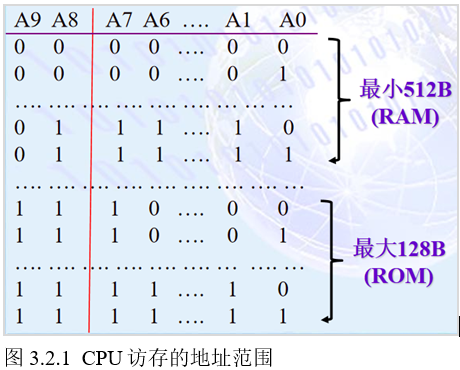 A9 A8 A7 A6 …. A1 A0
0 0 0 0 …. 0 0
0 0 0 0 …. 0 1
…. …. …. …. …. …. ….
0 1 1 1 …. 1 0
0 1 1 1 …. 1 1
…. …. …. …. …. …. ….
1 1 1 0 …. 0 0
1 1 1 0 …. 0 1
…. …. …. …. …. …. ….
1 1 1 1 …. 1 0
1 1 1 1 …. 1 1
最小512B
(RAM)
最大128B
(ROM)
图 3.2.1 CPU 访存的地址范围